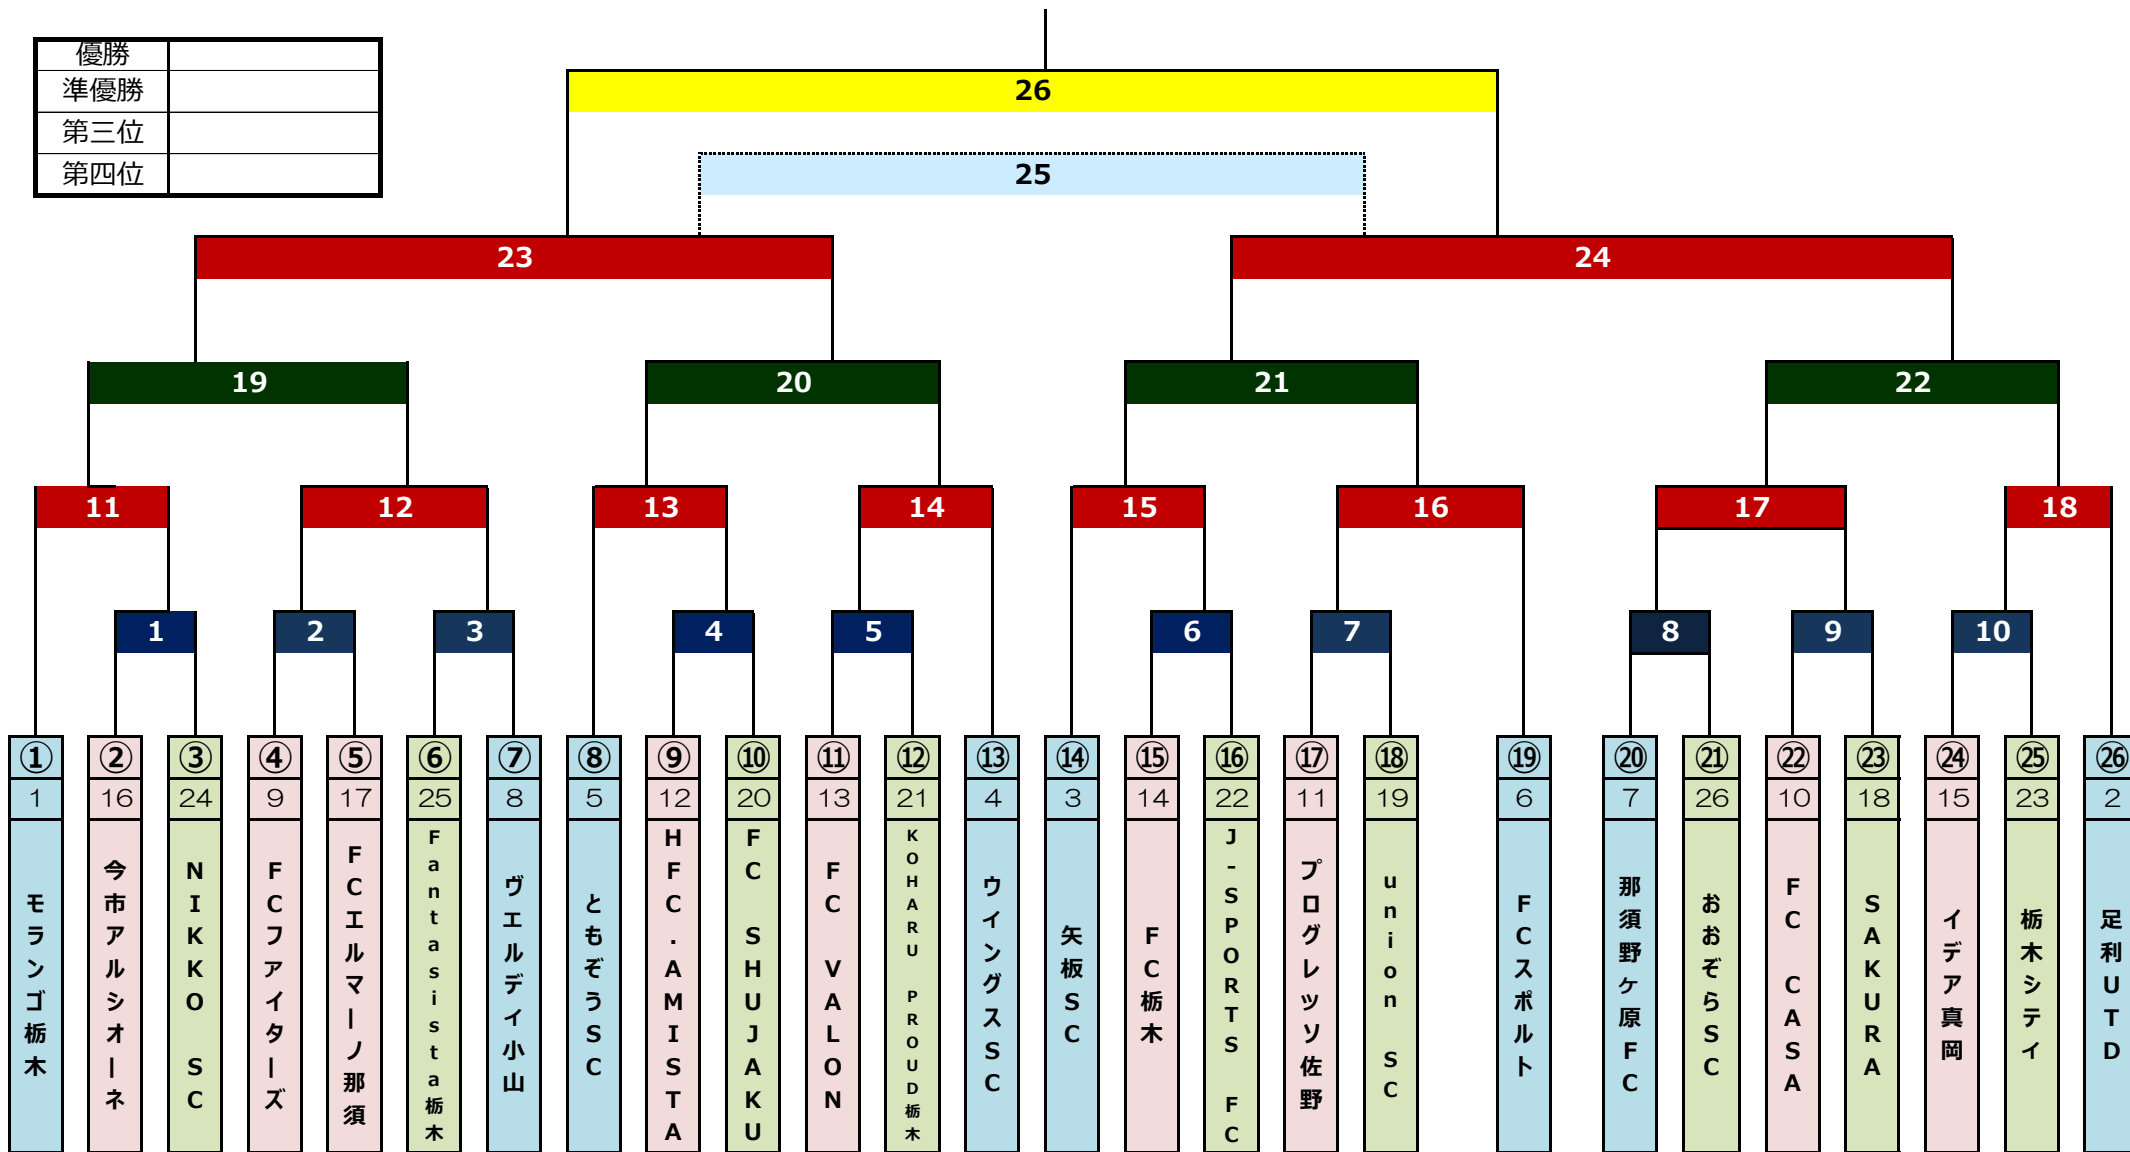 優勝
準優勝
第三位
第四位
26
25
23
24
19
20
21
22
11
12
13
14
15
16
17
18
1
2
3
4
5
6
7
8
9
10
① ② ③ ④ ⑤ ⑥ ⑦ ⑧ ⑨ ⑩ ⑪ ⑫ ⑬ ⑭ ⑮ ⑯ ⑰ ⑱ ⑲ ⑳ ㉑ ㉒ ㉓ ㉔ ㉕ ㉖
1 16 24 9 17 25 8 5 12 20 13 21 4 3 14 22 11 19 6 7 26 10 18 15 23 2
モランゴ栃木
今市アルシオーネ
NIKKO SC
FCファイターズ
FCエルマーノ那須
Fantasista栃木
ヴェルディ小山
ともぞうSC
HFC.AMISTA
FC SHUJAKU
FC VALON
KOHARU PROUD栃木
ウイングスSC
矢板SC
FC栃木
J-SPORTS FC
プログレッソ佐野
union SC
FCスポルト
那須野ケ原FC
おおぞらSC
FC CASA
SAKURA
イデア真岡
栃木シティ
足利UTD